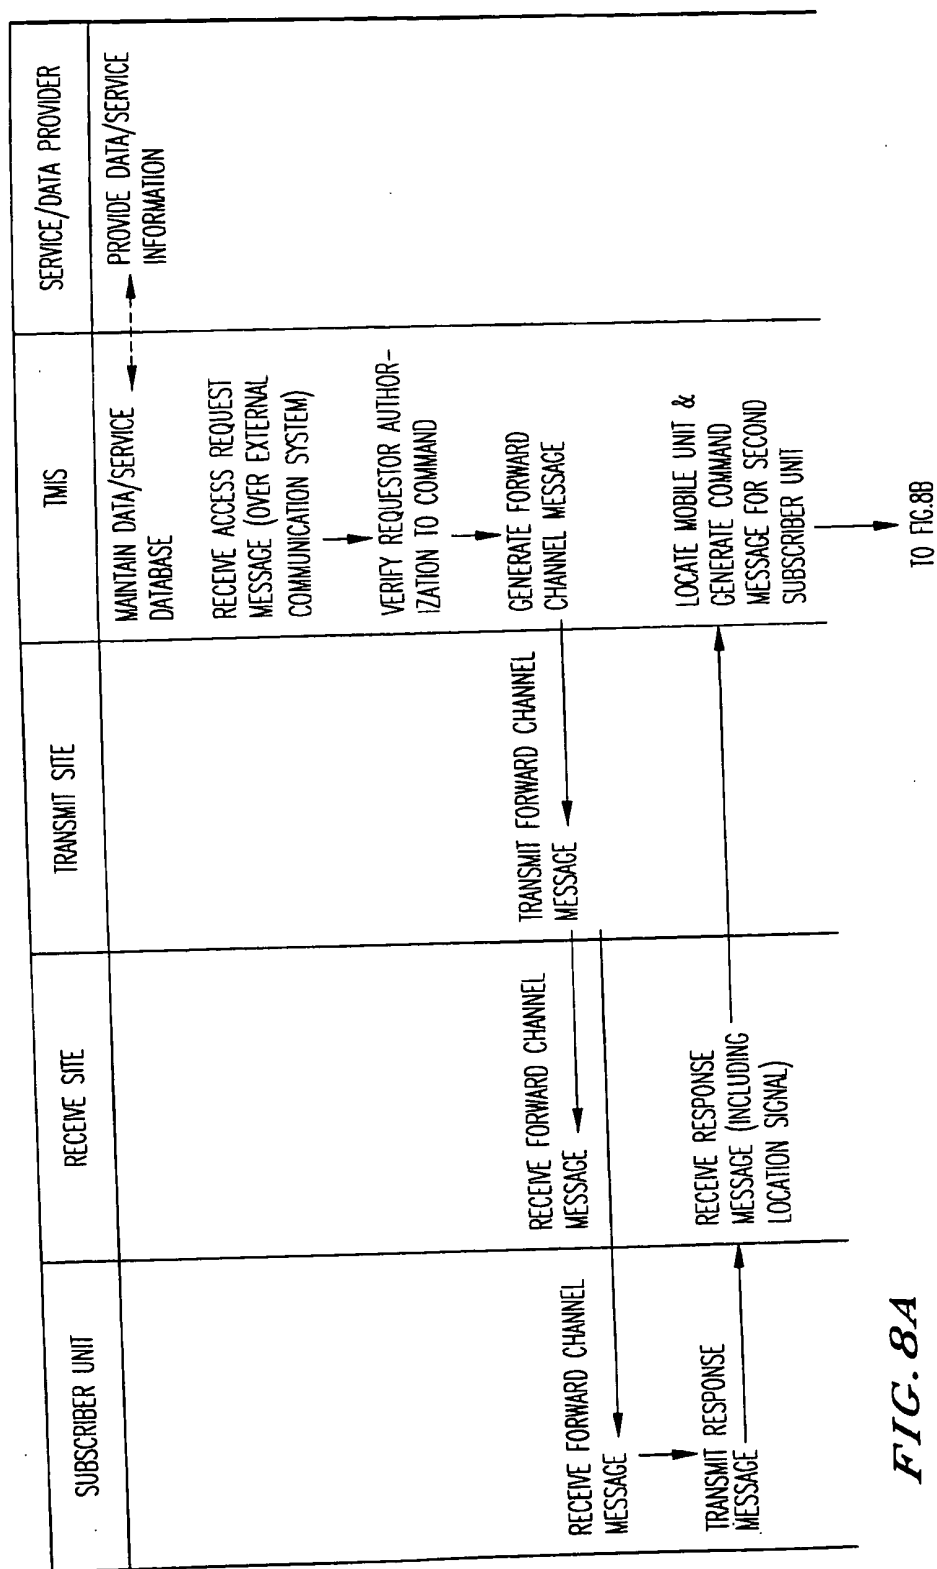 SUBSCRIBER UNIT
RECEIVE SITE
TRANSMIT SITE
TMIS
SERVICE/DATA PROVIDER
MAINTAIN DATA/SERVICE
DATABASE
PROVIDE DATA/SERVICE
INFORMATION
RECEIVE ACCESS REQUEST
MESSAGE (OVER EXTERNAL
COMMUNICATION SYSTEM)
VERIFY REQUESTOR AUTHOR-
IZATION TO COMMAND
GENERATE FORWARD
CHANNEL MESSAGE
TRANSMIT FORWARD CHANNEL
MESSAGE
RECEIVE FORWARD CHANNEL
MESSAGE
RECEIVE FORWARD CHANNEL
MESSAGE
TRANSMIT RESPONSE
MESSAGE
RECEIVE RESPONSE
MESSAGE (INCLUDING
LOCATION SIGNAL)
LOCATE MOBILE UNIT &
GENERATE COMMAND
MESSAGE FOR SECOND
SUBSCRIBER UNIT
TO FIG.8B
FIG. 8A